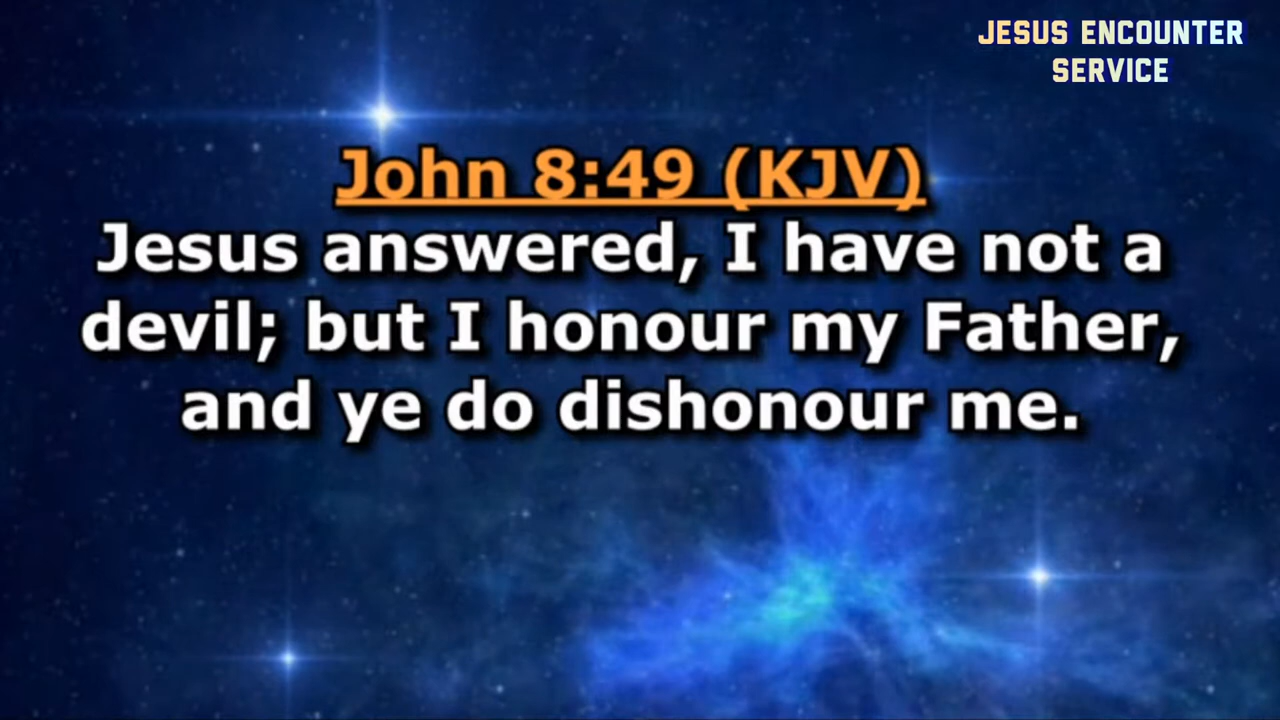 JESUS ENCOUNTER
SERVICE
John 8:49 (KJV)
Jesus answered, I have not a
devil; but I honour my Father,
and ye do dishonour me.